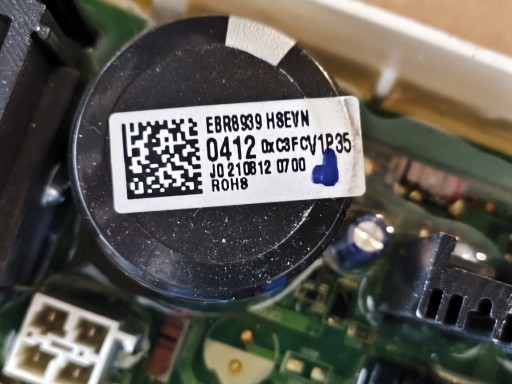 EBR8939 H8EVN
0412 0xC3FCV1P35
J0 210812 0700
ROHS